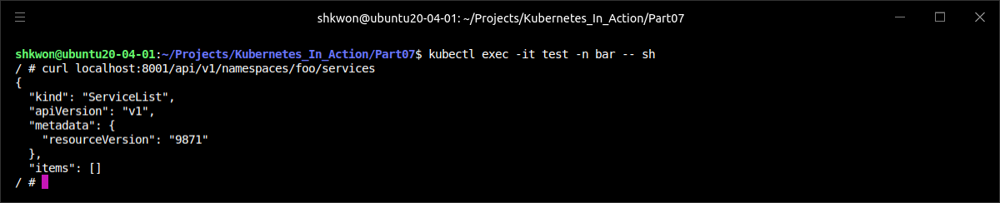 shkwon@ubuntu20-04-01: ~/Projects/Kubernetes_In_Action/Part07
shkwon@ubuntu20-04-01:~/Projects/Kubernetes_In_Action/Part07$ kubectl exec -it test -n bar -- sh
/ # curl localhost:8001/api/v1/namespaces/foo/services
{
  "kind": "ServiceList",
  "apiVersion": "v1",
  "metadata": {
    "resourceVersion": "9871"
  },
  "items": []
/ #